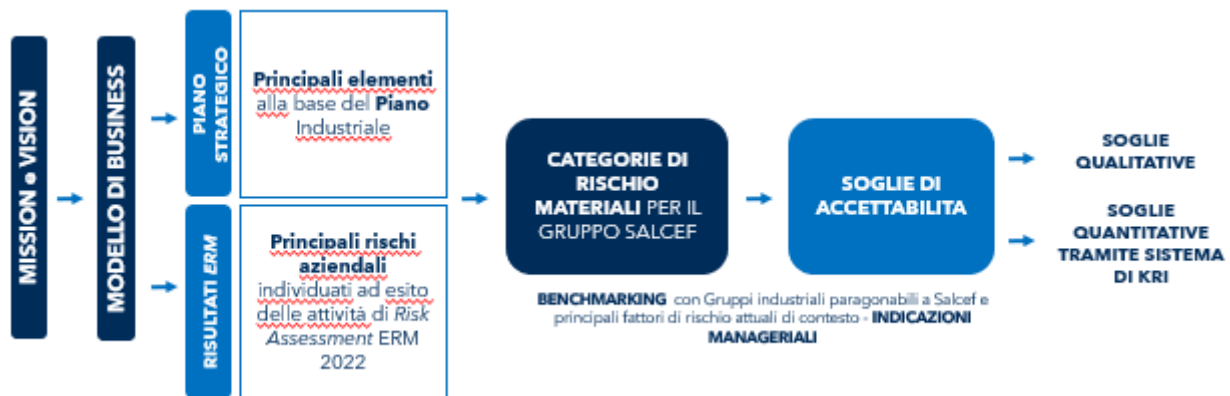 MISSION e VISION
MODELLO DI BUSINESS
PIANO
STRATEGICO
Principali elementi
alla base del Piano
Industriale
RISULTATI ERM
Principali rischi
aziendali
individuati ad esito
delle attività di Risk
Assessment ERM
2022
CATEGORIE DI
RISCHIO
MATERIALI PER IL
GRUPPO SALCEF
SOGLIE DI
ACCETTABILITA
SOGLIE
QUALITATIVE
SOGLIE
QUANTITATIVE
TRAMITE SISTEMA
DI KRI
BENCHMARKING con Gruppi industriali paragonabili a Salcef e
principali fattori di rischio attuali di contesto - INDICAZIONI
MANAGERIALI